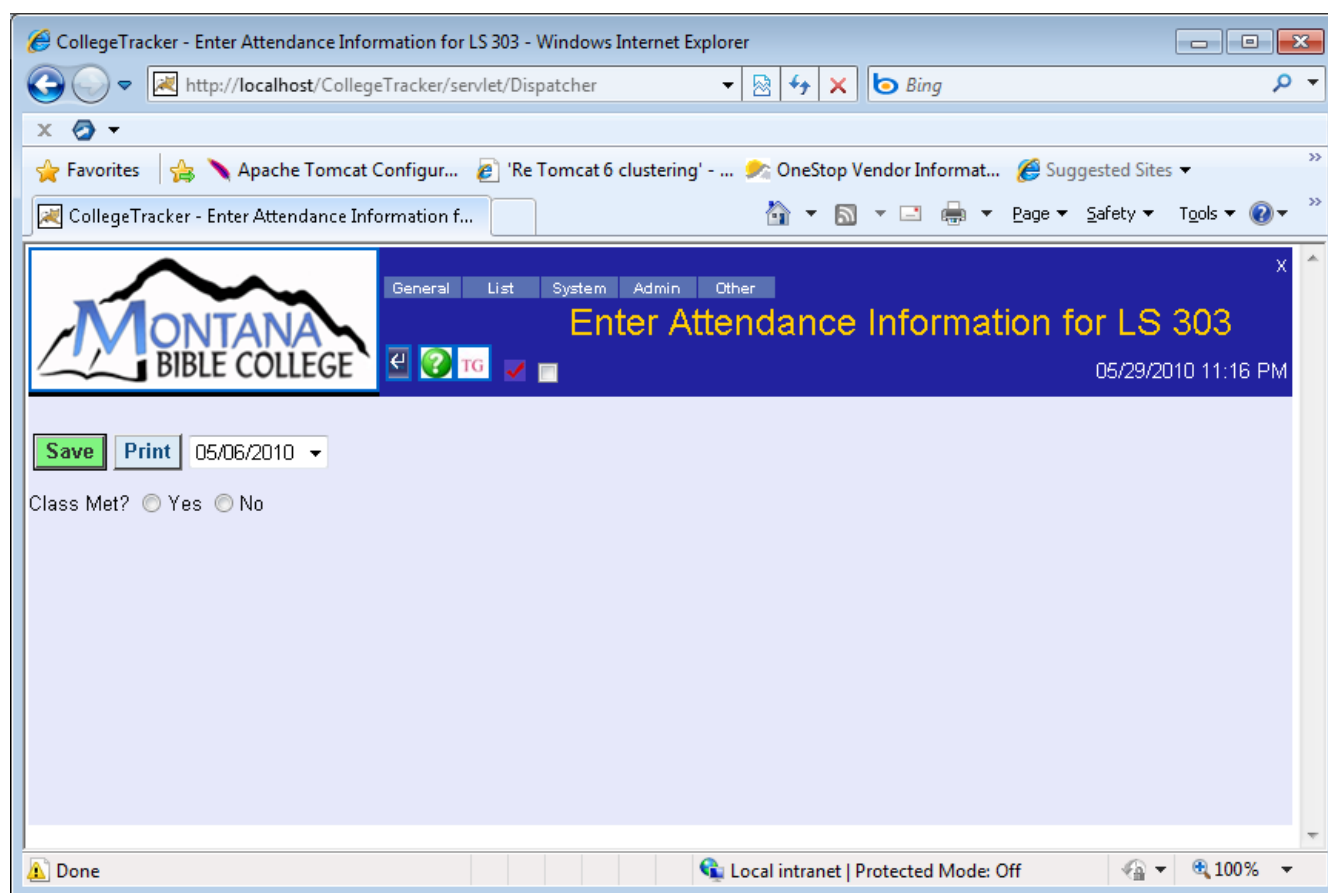 CollegeTracker - Enter Attendance Information for LS 303 - Windows Internet Explorer
http://localhost/CollegeTracker/servlet/Dispatcher Bing
Favorites Apache Tomcat Configur... 'Re Tomcat 6 clustering' - ... OneStop Vendor Informat... Suggested Sites
CollegeTracker - Enter Attendance Information f... Page Safety Tools
X
General List System Admin Other
MONTANA
BIBLE COLLEGE
Enter Attendance Information for LS 303
TG
05/29/2010 11:16 PM
Save Print 05/06/2010
Class Met? Yes No
Done Local intranet | Protected Mode: Off 100%